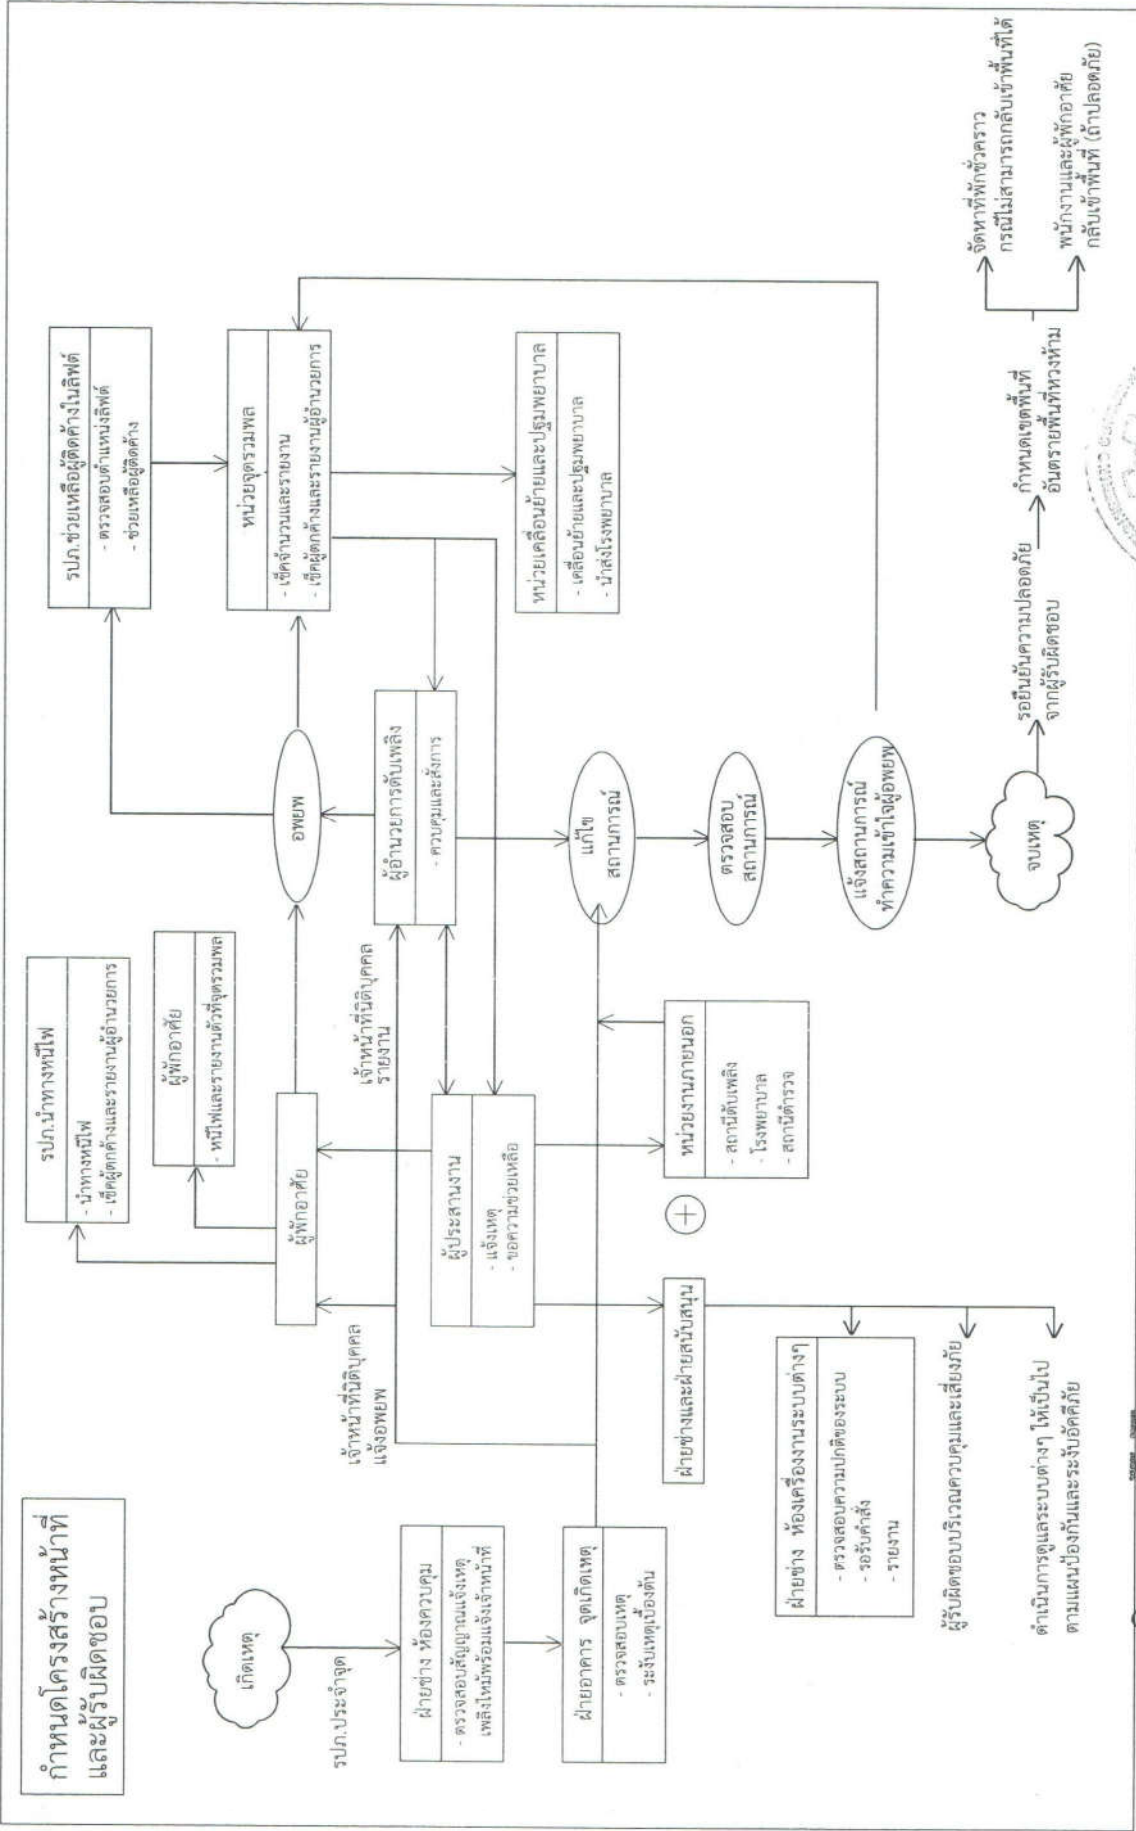 กำหนดโครงสร้างหน้าที่
และผู้รับผิดชอบ
เกิดเหตุ
รปภ.ประจำจุด
ฝ่ายช่าง ห้องควบคุม
- ตรวจสอบสัญญาณแจ้งเหตุ
เพลิงไหม้พร้อมแจ้งเจ้าหน้าที่
ฝ่ายอาคาร จุดเกิดเหตุ
- ตรวจสอบเหตุ
- ระงับเหตุเบื้องต้น
เจ้าหน้าที่นิติบุคคล
แจ้งอพยพ
รปภ.นำทางหนีไฟ
- นำทางหนีไฟ
- เช็คผู้ตกค้างและรายงานผู้อำนวยการ
ผู้พักอาศัย
- หนีไฟและรายงานตัวที่จุดรวมพล
ผู้พักอาศัย
ผู้ประสานงาน
- แจ้งเหตุ
- ขอความช่วยเหลือ
เจ้าหน้าที่นิติบุคคล
รายงาน
ฝ่ายช่างและฝ่ายสนับสนุน
+
หน่วยงานภายนอก
- สถานีดับเพลิง
- โรงพยาบาล
- สถานีตำรวจ
ฝ่ายช่าง ห้องเครื่องงานระบบต่างๆ
- ตรวจสอบความปกติของระบบ
- รอรับคำสั่ง
- รายงาน
ผู้รับผิดชอบบริเวณควบคุมและเสี่ยงภัย
ดำเนินการดูแลระบบต่างๆ ให้เป็นไป
ตามแผนป้องกันและระงับอัคคีภัย
อพยพ
ผู้อำนวยการดับเพลิง
- ควบคุมและสั่งการ
แก้ไข
สถานการณ์
ตรวจสอบ
สถานการณ์
แจ้งสถานการณ์
ทำความเข้าใจผู้อพยพ
จบเหตุ
รปภ.ช่วยเหลือผู้ติดค้างในลิฟต์
- ตรวจสอบตำแหน่งลิฟต์
- ช่วยเหลือผู้ติดค้าง
หน่วยจุดรวมพล
- เช็คจำนวนและรายงาน
- เช็คผู้ตกค้างและรายงานผู้อำนวยการ
หน่วยเคลื่อนย้ายและปฐมพยาบาล
- เคลื่อนย้ายและปฐมพยาบาล
- นำส่งโรงพยาบาล
รอยืนยันความปลอดภัย
จากผู้รับผิดชอบ
กำหนดเขตพื้นที่
อันตรายพื้นที่หวงห้าม
จัดหาที่พักชั่วคราว
กรณีไม่สามารถกลับเข้าพื้นที่ได้
พนักงานและผู้พักอาศัย
กลับเข้าพื้นที่ (ถ้าปลอดภัย)